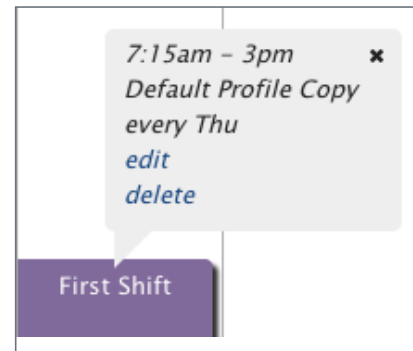 7:15am – 3pm ✖
Default Profile Copy
every Thu
edit
delete
First Shift